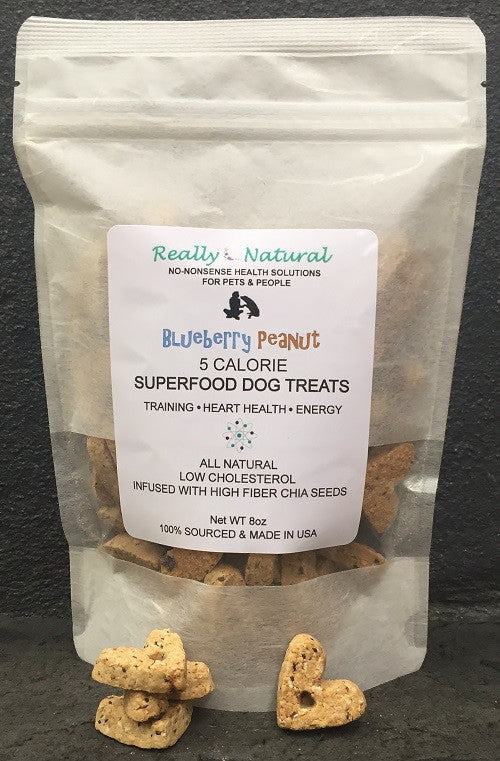 Really Natural
NO-NONSENSE HEALTH SOLUTIONS
FOR PETS & PEOPLE
Blueberry Peanut
5 CALORIE
SUPERFOOD DOG TREATS
TRAINING • HEART HEALTH • ENERGY
ALL NATURAL
LOW CHOLESTEROL
INFUSED WITH HIGH FIBER CHIA SEEDS
Net WT 8oz
100% SOURCED & MADE IN USA